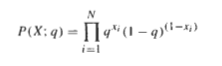 P(X; q) = ∏_{i=1}^{N} q^{x_i} (1 − q)^{(1−x_i)}